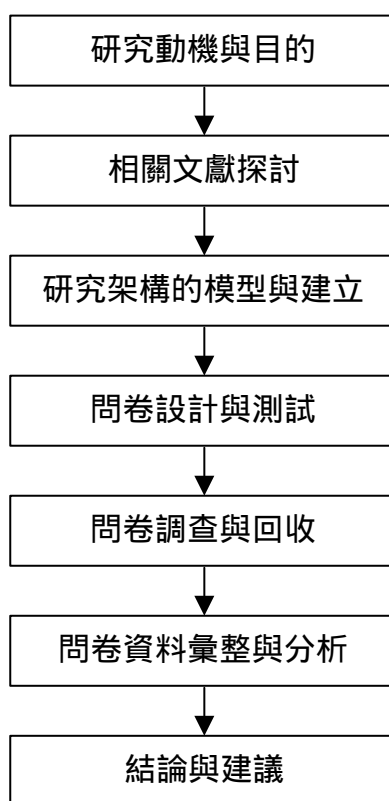 研究動機與目的
相關文獻探討
研究架構的模型與建立
問卷設計與測試
問卷調查與回收
問卷資料彙整與分析
結論與建議